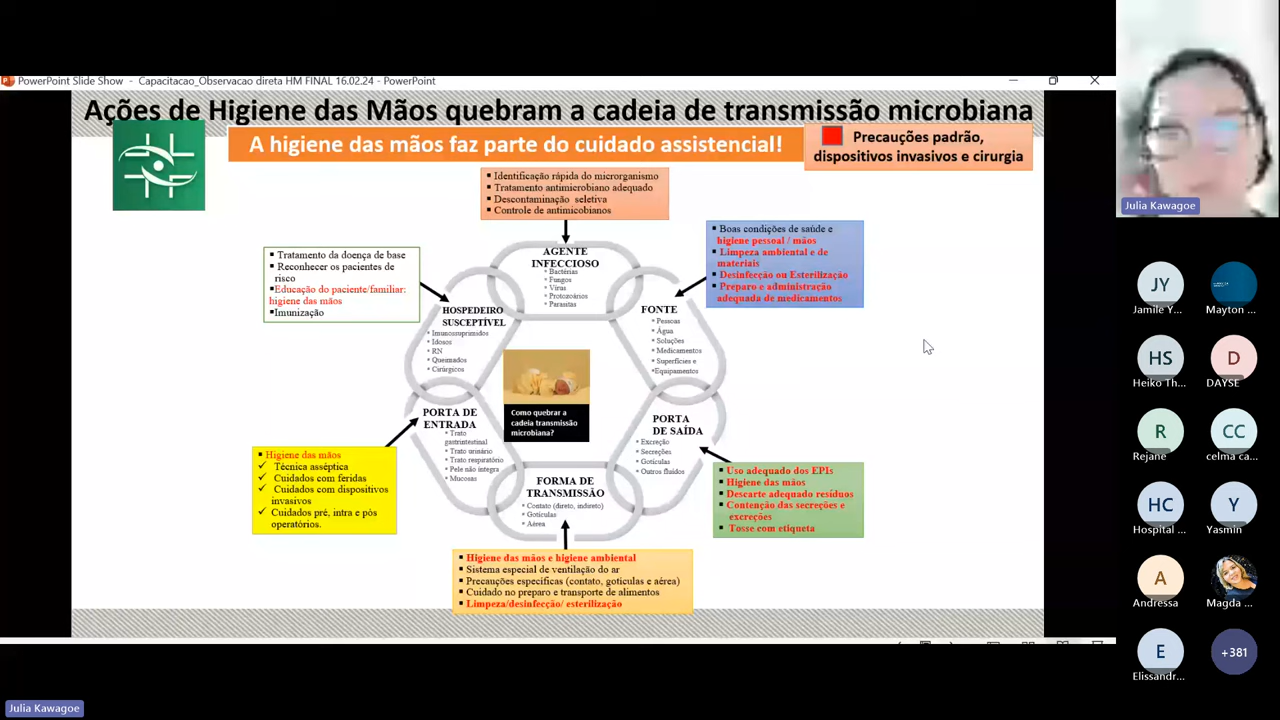 PowerPoint Slide Show - Capacitacao_Observacao direta HM FINAL 16.02.24 - PowerPoint
Ações de Higiene das Mãos quebram a cadeia de transmissão microbiana
A higiene das mãos faz parte do cuidado assistencial!
Precauções padrão,
dispositivos invasivos e cirurgia
▪ Identificação rápida do microrganismo
▪ Tratamento antimicrobiano adequado
▪ Descontaminação seletiva
▪ Controle de antimicobianos
▪ Boas condições de saúde e
higiene pessoal / mãos
▪ Limpeza ambiental e de
materiais
▪ Desinfecção ou Esterilização
▪ Preparo e administração
adequada de medicamentos
▪ Tratamento da doença de base
▪ Reconhecer os pacientes de
risco
▪Educação do paciente/familiar:
higiene das mãos
▪Imunização
AGENTE
INFECCIOSO
▪ Bactérias
▪ Fungos
▪ Vírus
▪ Protozoários
▪ Parasitas
HOSPEDEIRO
SUSCEPTÍVEL
▪ Imunossuprimidos
▪ Idosos
▪ RN
▪ Queimados
▪ Cirúrgicos
FONTE
▪ Pessoas
▪ Água
▪ Soluções
▪ Medicamentos
▪ Superfícies e
▪Equipamentos
Como quebrar a
cadeia transmissão
microbiana?
PORTA DE
ENTRADA
▪ Trato
gastrintestinal
▪ Trato urinário
▪ Trato respiratório
▪ Pele não íntegra
▪ Mucosas
PORTA
DE SAÍDA
▪ Excreção
▪ Secreções
▪ Gotículas
▪ Outros fluídos
▪ Higiene das mãos
✓ Técnica asséptica
✓ Cuidados com feridas
✓ Cuidados com dispositivos
invasivos
✓ Cuidados pré, intra e pós
operatórios.
FORMA DE
TRANSMISSÃO
▪ Contato (direto, indireto)
▪ Gotículas
▪ Aérea
▪ Uso adequado dos EPIs
▪ Higiene das mãos
▪ Descarte adequado resíduos
▪ Contenção das secreções e
excreções
▪ Tosse com etiqueta
▪ Higiene das mãos e higiene ambiental
▪ Sistema especial de ventilação do ar
▪ Precauções específicas (contato, gotículas e aérea)
▪ Cuidado no preparo e transporte de alimentos
▪ Limpeza/desinfecção/ esterilização
Julia Kawagoe
JY
Jamile Y...
Mayton ...
HS
Heiko Th...
D
DAYSE
R
Rejane
CC
celma ca...
HC
Hospital ...
Y
Yasmin
A
Andressa
Magda ...
E
Elissandr...
+381
Julia Kawagoe